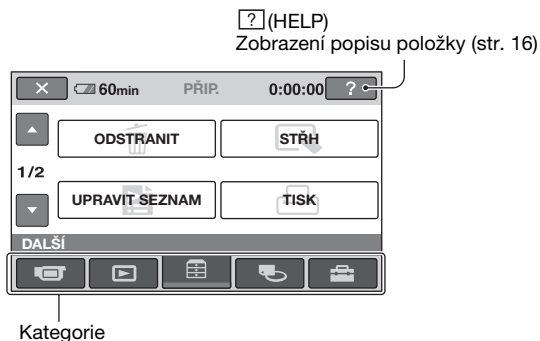 ? (HELP)
Zobrazení popisu položky (str. 16)
60min PŘIP. 0:00:00 ?
ODSTRANIT STŘH
1/2
UPRAVIT SEZNAM TISK
DALŠÍ
Kategorie